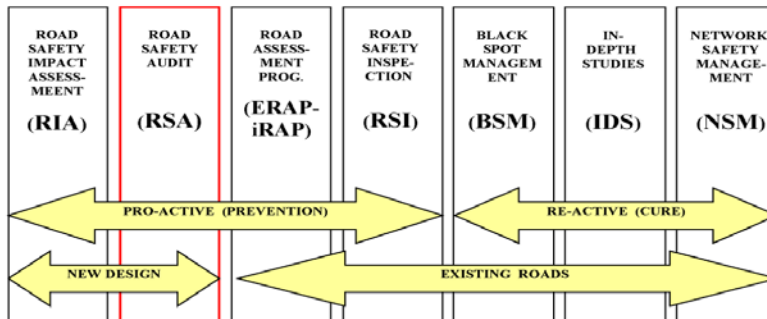 ROAD
SAFETY
IMPACT
ASSESS-
MEENT
(RIA)
ROAD
SAFETY
AUDIT
(RSA)
ROAD
ASSESS-
MENT
PROG.
(ERAP-
iRAP)
ROAD
SAFETY
INSPE-
CTION
(RSI)
BLACK
SPOT
MANAGEM
ENT
(BSM)
IN-
DEPTH
STUDIES
(IDS)
NETWORK
SAFETY
MANAGE-
MENT
(NSM)
PRO-ACTIVE (PREVENTION)
RE-ACTIVE (CURE)
NEW DESIGN
EXISTING ROADS